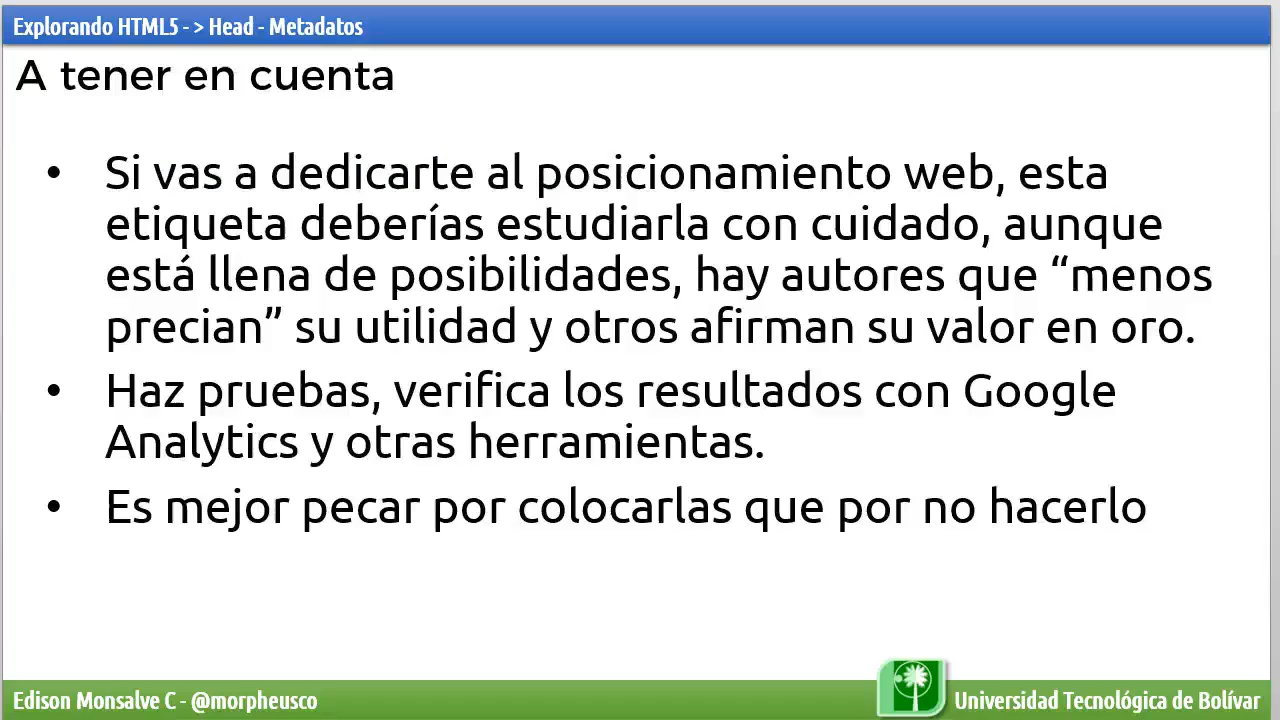 Explorando HTML5 - > Head - Metadatos
A tener en cuenta
• Si vas a dedicarte al posicionamiento web, esta
etiqueta deberías estudiarla con cuidado, aunque
está llena de posibilidades, hay autores que “menos
precian” su utilidad y otros afirman su valor en oro.
• Haz pruebas, verifica los resultados con Google
Analytics y otras herramientas.
• Es mejor pecar por colocarlas que por no hacerlo
Edison Monsalve C - @morpheusco
Universidad Tecnológica de Bolívar